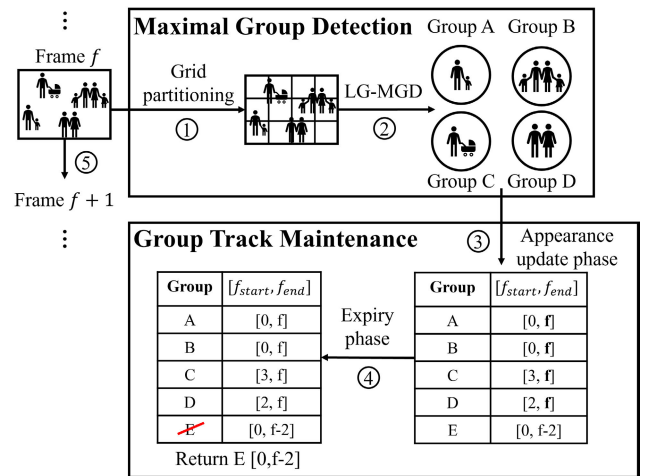 ⋮
Frame f
Maximal Group Detection
Grid
partitioning
①
LG-MGD
②
Group A Group B
Group C Group D
⑤
Frame f + 1
⋮
③
Appearance
update phase
Group Track Maintenance
Group [f_start, f_end]
A [0, f]
B [0, f]
C [3, f]
D [2, f]
E [0, f-2]
Expiry
phase
④
Group [f_start, f_end]
A [0, f]
B [0, f]
C [3, f]
D [2, f]
E [0, f-2]
Return E [0,f-2]